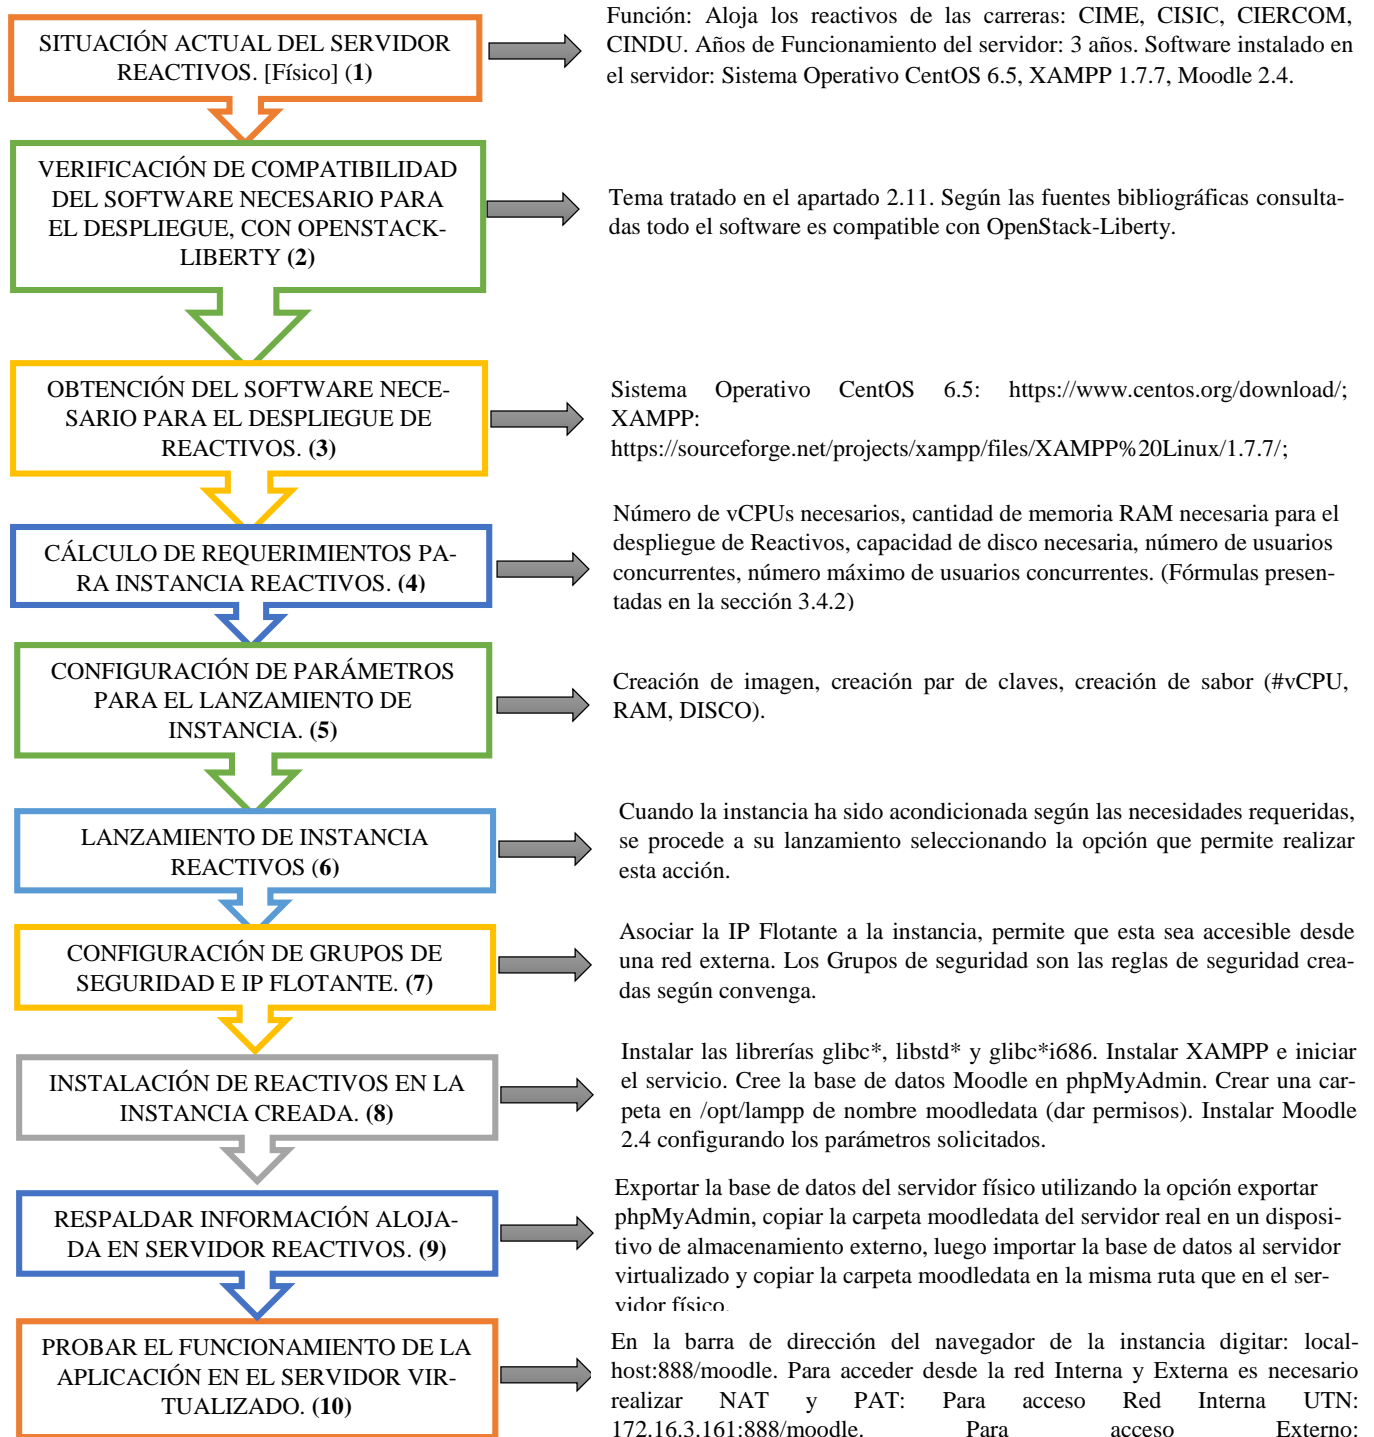 SITUACIÓN ACTUAL DEL SERVIDOR
REACTIVOS. [Físico] (1)
Función: Aloja los reactivos de las carreras: CIME, CISIC, CIERCOM,
CINDU. Años de Funcionamiento del servidor: 3 años. Software instalado en
el servidor: Sistema Operativo CentOS 6.5, XAMPP 1.7.7, Moodle 2.4.
VERIFICACIÓN DE COMPATIBILIDAD
DEL SOFTWARE NECESARIO PARA
EL DESPLIEGUE, CON OPENSTACK-
LIBERTY (2)
Tema tratado en el apartado 2.11. Según las fuentes bibliográficas consulta-
das todo el software es compatible con OpenStack-Liberty.
OBTENCIÓN DEL SOFTWARE NECE-
SARIO PARA EL DESPLIEGUE DE
REACTIVOS. (3)
Sistema Operativo CentOS 6.5: https://www.centos.org/download/;
XAMPP:
https://sourceforge.net/projects/xampp/files/XAMPP%20Linux/1.7.7/;
CÁLCULO DE REQUERIMIENTOS PA-
RA INSTANCIA REACTIVOS. (4)
Número de vCPUs necesarios, cantidad de memoria RAM necesaria para el
despliegue de Reactivos, capacidad de disco necesaria, número de usuarios
concurrentes, número máximo de usuarios concurrentes. (Fórmulas presen-
tadas en la sección 3.4.2)
CONFIGURACIÓN DE PARÁMETROS
PARA EL LANZAMIENTO DE
INSTANCIA. (5)
Creación de imagen, creación par de claves, creación de sabor (#vCPU,
RAM, DISCO).
LANZAMIENTO DE INSTANCIA
REACTIVOS (6)
Cuando la instancia ha sido acondicionada según las necesidades requeridas,
se procede a su lanzamiento seleccionando la opción que permite realizar
esta acción.
CONFIGURACIÓN DE GRUPOS DE
SEGURIDAD E IP FLOTANTE. (7)
Asociar la IP Flotante a la instancia, permite que esta sea accesible desde
una red externa. Los Grupos de seguridad son las reglas de seguridad crea-
das según convenga.
INSTALACIÓN DE REACTIVOS EN LA
INSTANCIA CREADA. (8)
Instalar las librerías glibc*, libstd* y glibc*i686. Instalar XAMPP e iniciar
el servicio. Cree la base de datos Moodle en phpMyAdmin. Crear una car-
peta en /opt/lampp de nombre moodledata (dar permisos). Instalar Moodle
2.4 configurando los parámetros solicitados.
RESPALDAR INFORMACIÓN ALOJA-
DA EN SERVIDOR REACTIVOS. (9)
Exportar la base de datos del servidor físico utilizando la opción exportar
phpMyAdmin, copiar la carpeta moodledata del servidor real en un disposi-
tivo de almacenamiento externo, luego importar la base de datos al servidor
virtualizado y copiar la carpeta moodledata en la misma ruta que en el ser-
vidor físico.
PROBAR EL FUNCIONAMIENTO DE LA
APLICACIÓN EN EL SERVIDOR VIR-
TUALIZADO. (10)
En la barra de dirección del navegador de la instancia digitar: local-
host:888/moodle. Para acceder desde la red Interna y Externa es necesario
realizar NAT y PAT: Para acceso Red Interna UTN:
172.16.3.161:888/moodle. Para acceso Externo: